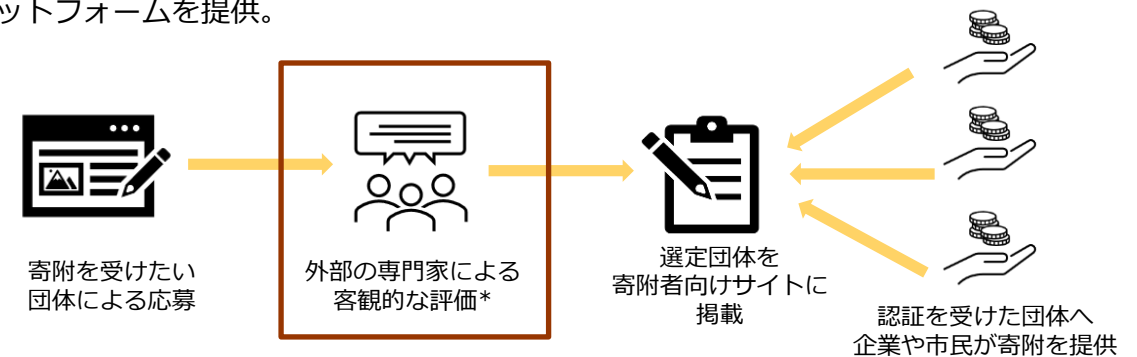 ットフォームを提供。
寄附を受けたい
団体による応募
外部の専門家による
客観的な評価*
選定団体を
寄附者向けサイトに
掲載
認証を受けた団体へ
企業や市民が寄附を提供